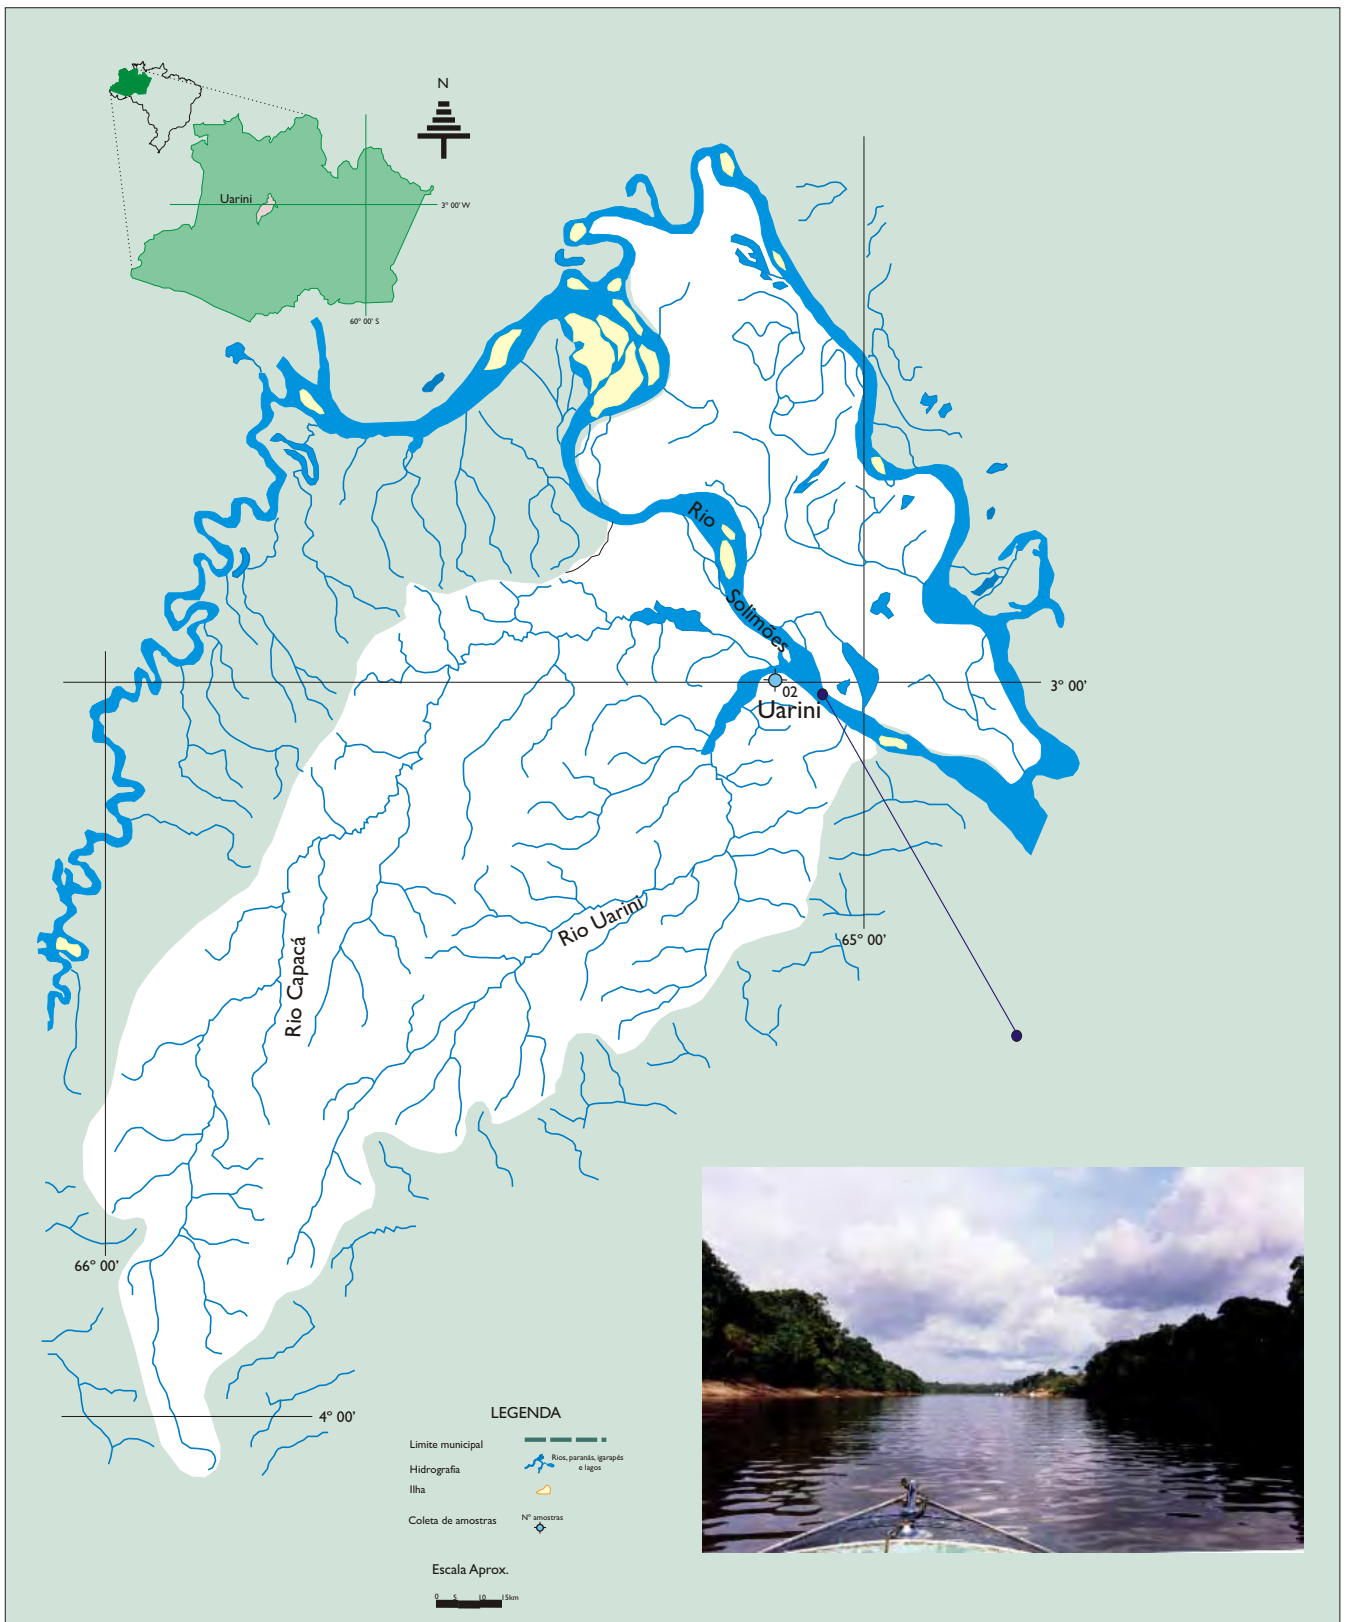 N
Uarini
3° 00' W
60° 00' S
Rio
Solimões
02
Uarini
3° 00'
65° 00'
Rio Uarini
Rio Capacá
66° 00'
4° 00'
LEGENDA
Limite municipal
Hidrografia
Rios, paranás, igarapés
e lagos
Ilha
Coleta de amostras
Nº amostras
Escala Aprox.
0 5 10 15km